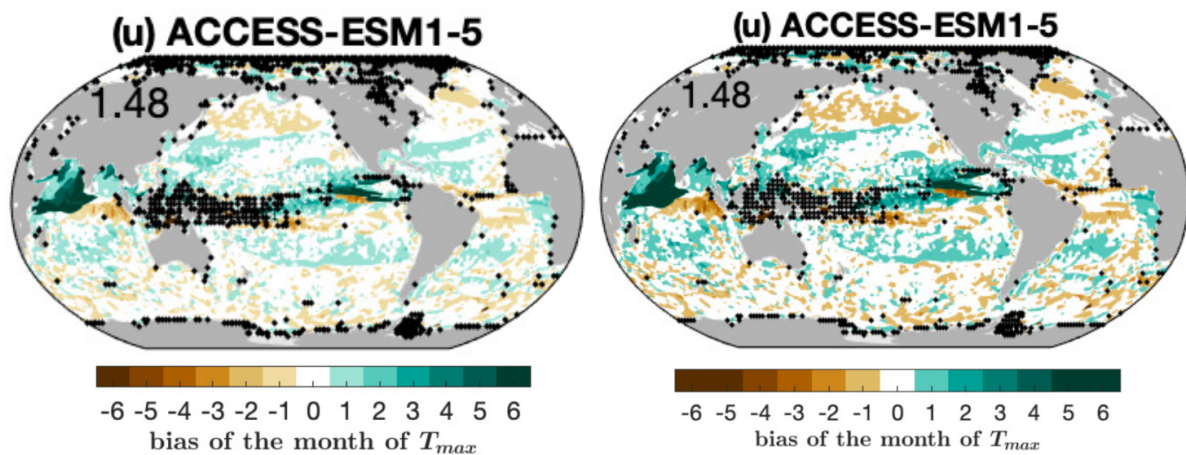 (u) ACCESS-ESM1-5
1.48
-6 -5 -4 -3 -2 -1 0 1 2 3 4 5 6
bias of the month of T_max
(u) ACCESS-ESM1-5
1.48
-6 -5 -4 -3 -2 -1 0 1 2 3 4 5 6
bias of the month of T_max